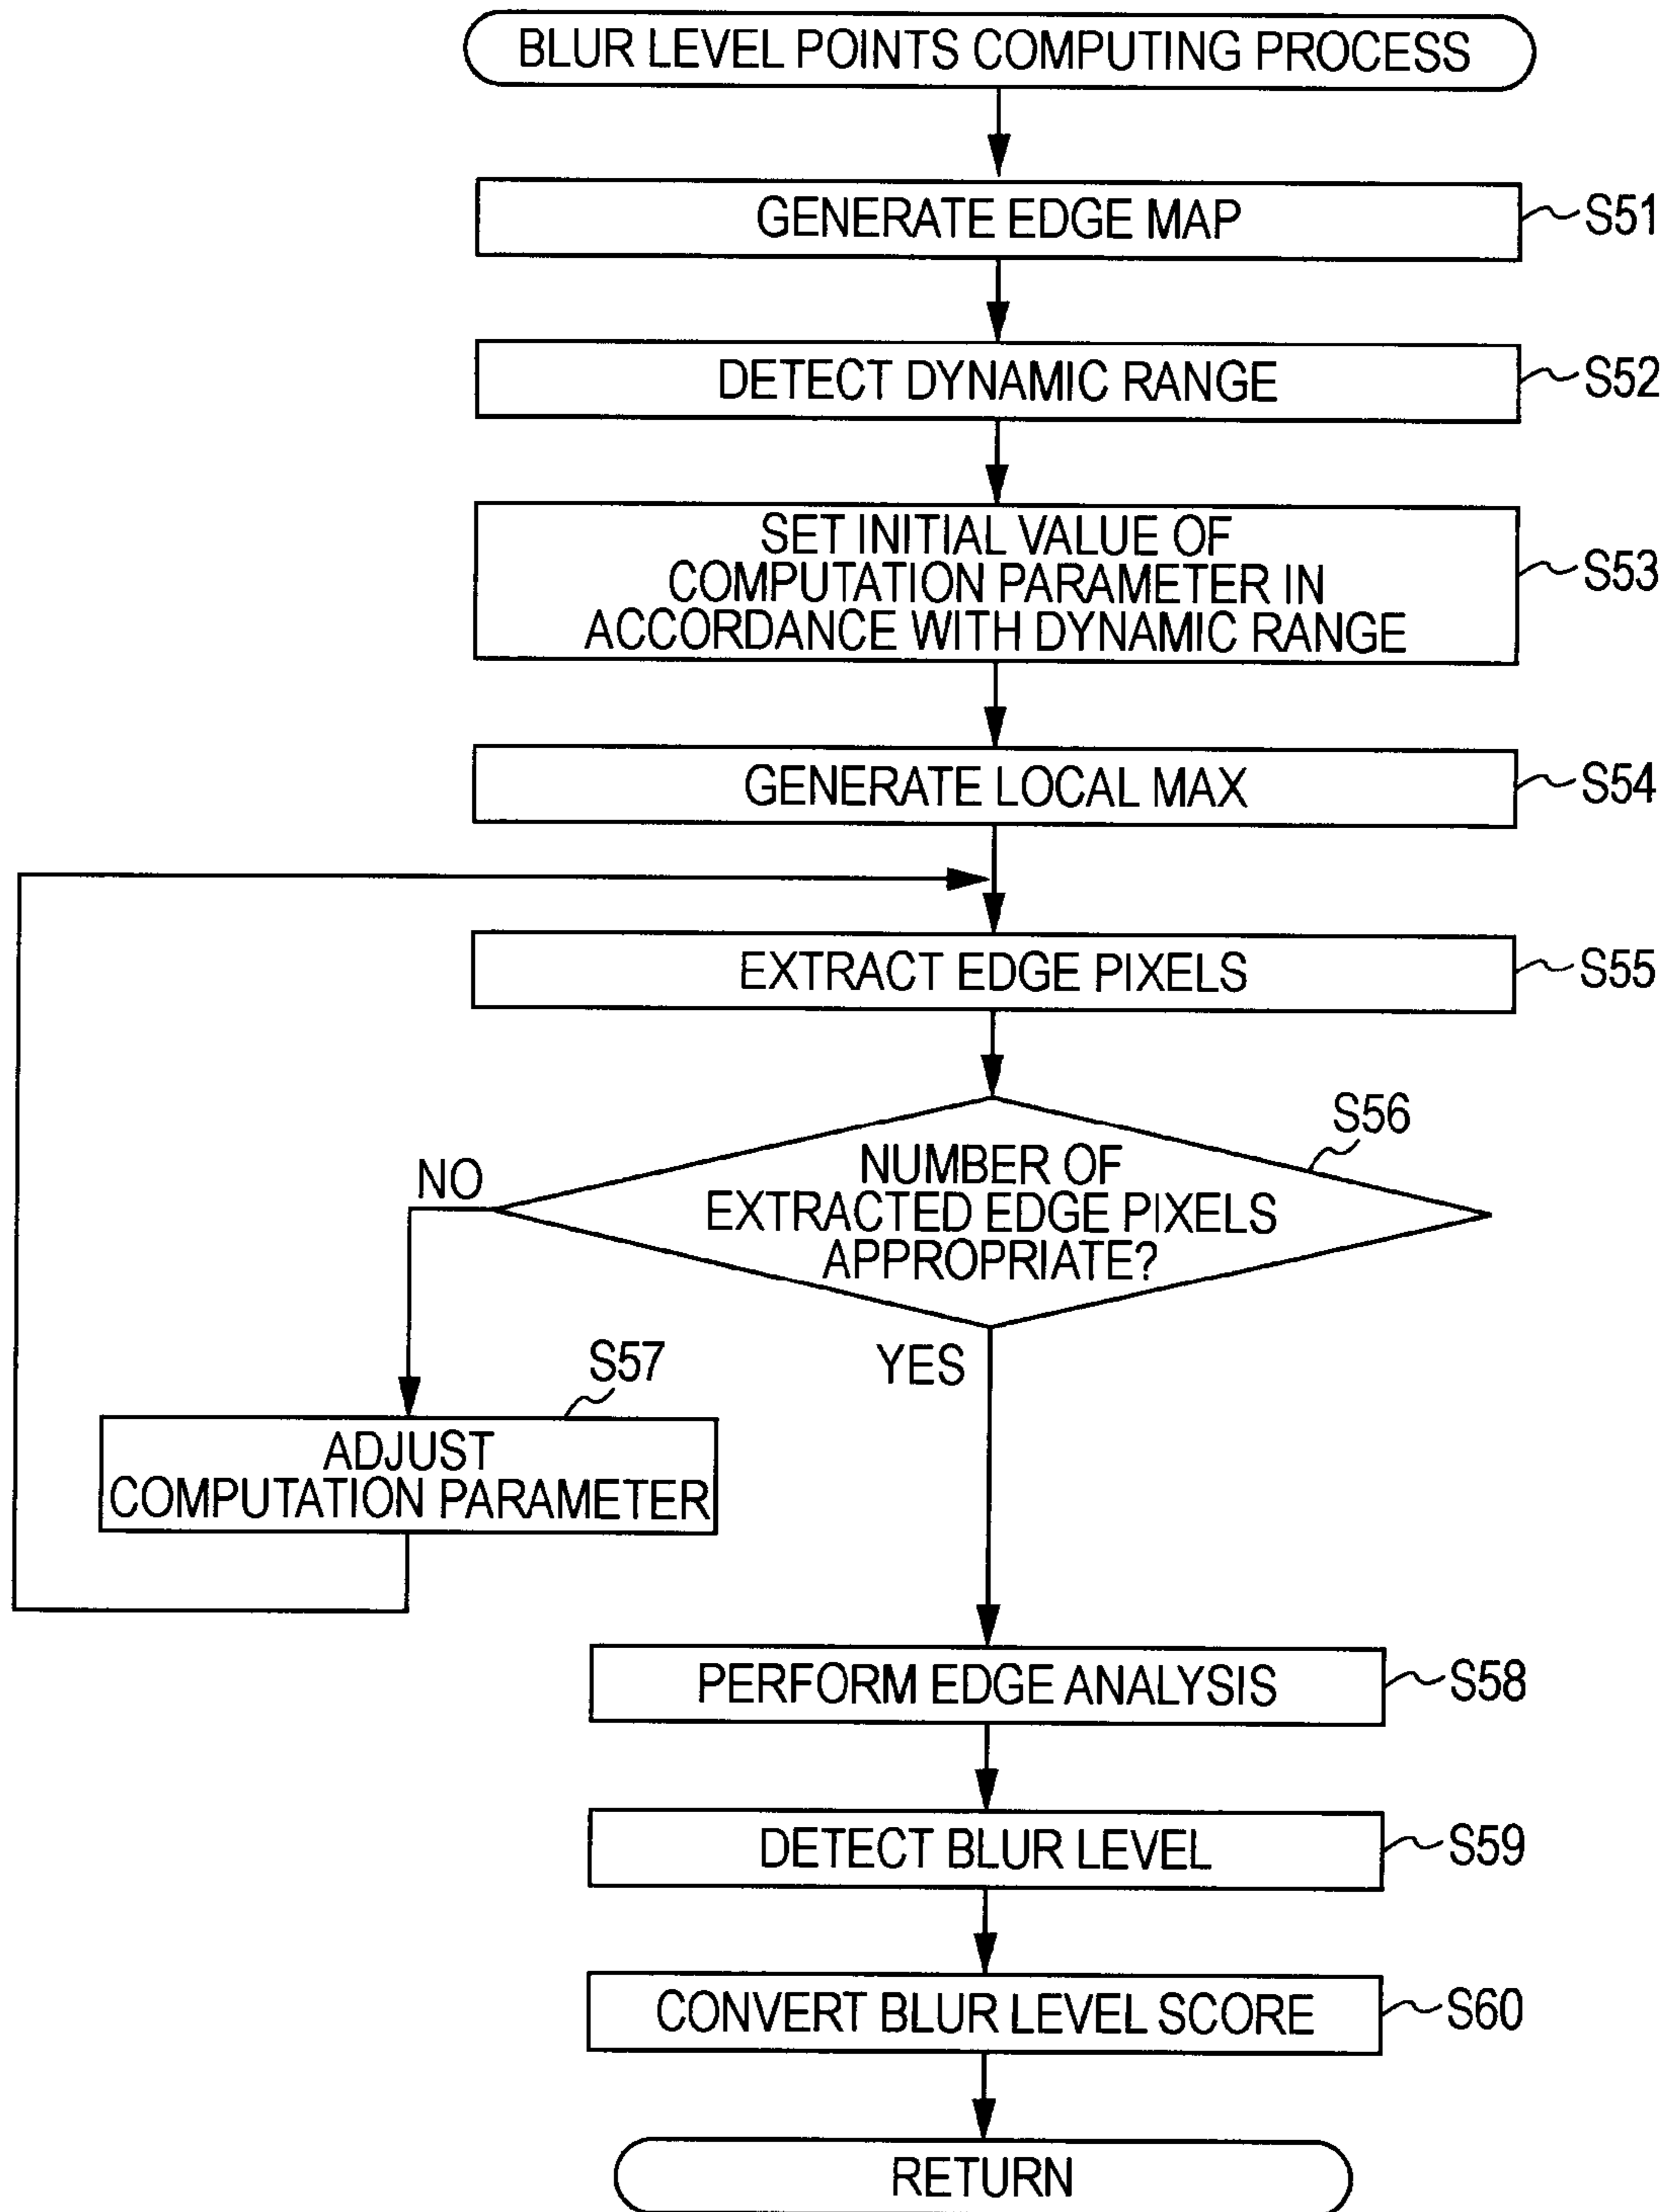 BLUR LEVEL POINTS COMPUTING PROCESS
GENERATE EDGE MAP
S51
DETECT DYNAMIC RANGE
S52
SET INITIAL VALUE OF
COMPUTATION PARAMETER IN
ACCORDANCE WITH DYNAMIC RANGE
S53
GENERATE LOCAL MAX
S54
EXTRACT EDGE PIXELS
S55
S56
NUMBER OF
EXTRACTED EDGE PIXELS
APPROPRIATE?
NO
YES
S57
ADJUST
COMPUTATION PARAMETER
PERFORM EDGE ANALYSIS
S58
DETECT BLUR LEVEL
S59
CONVERT BLUR LEVEL SCORE
S60
RETURN